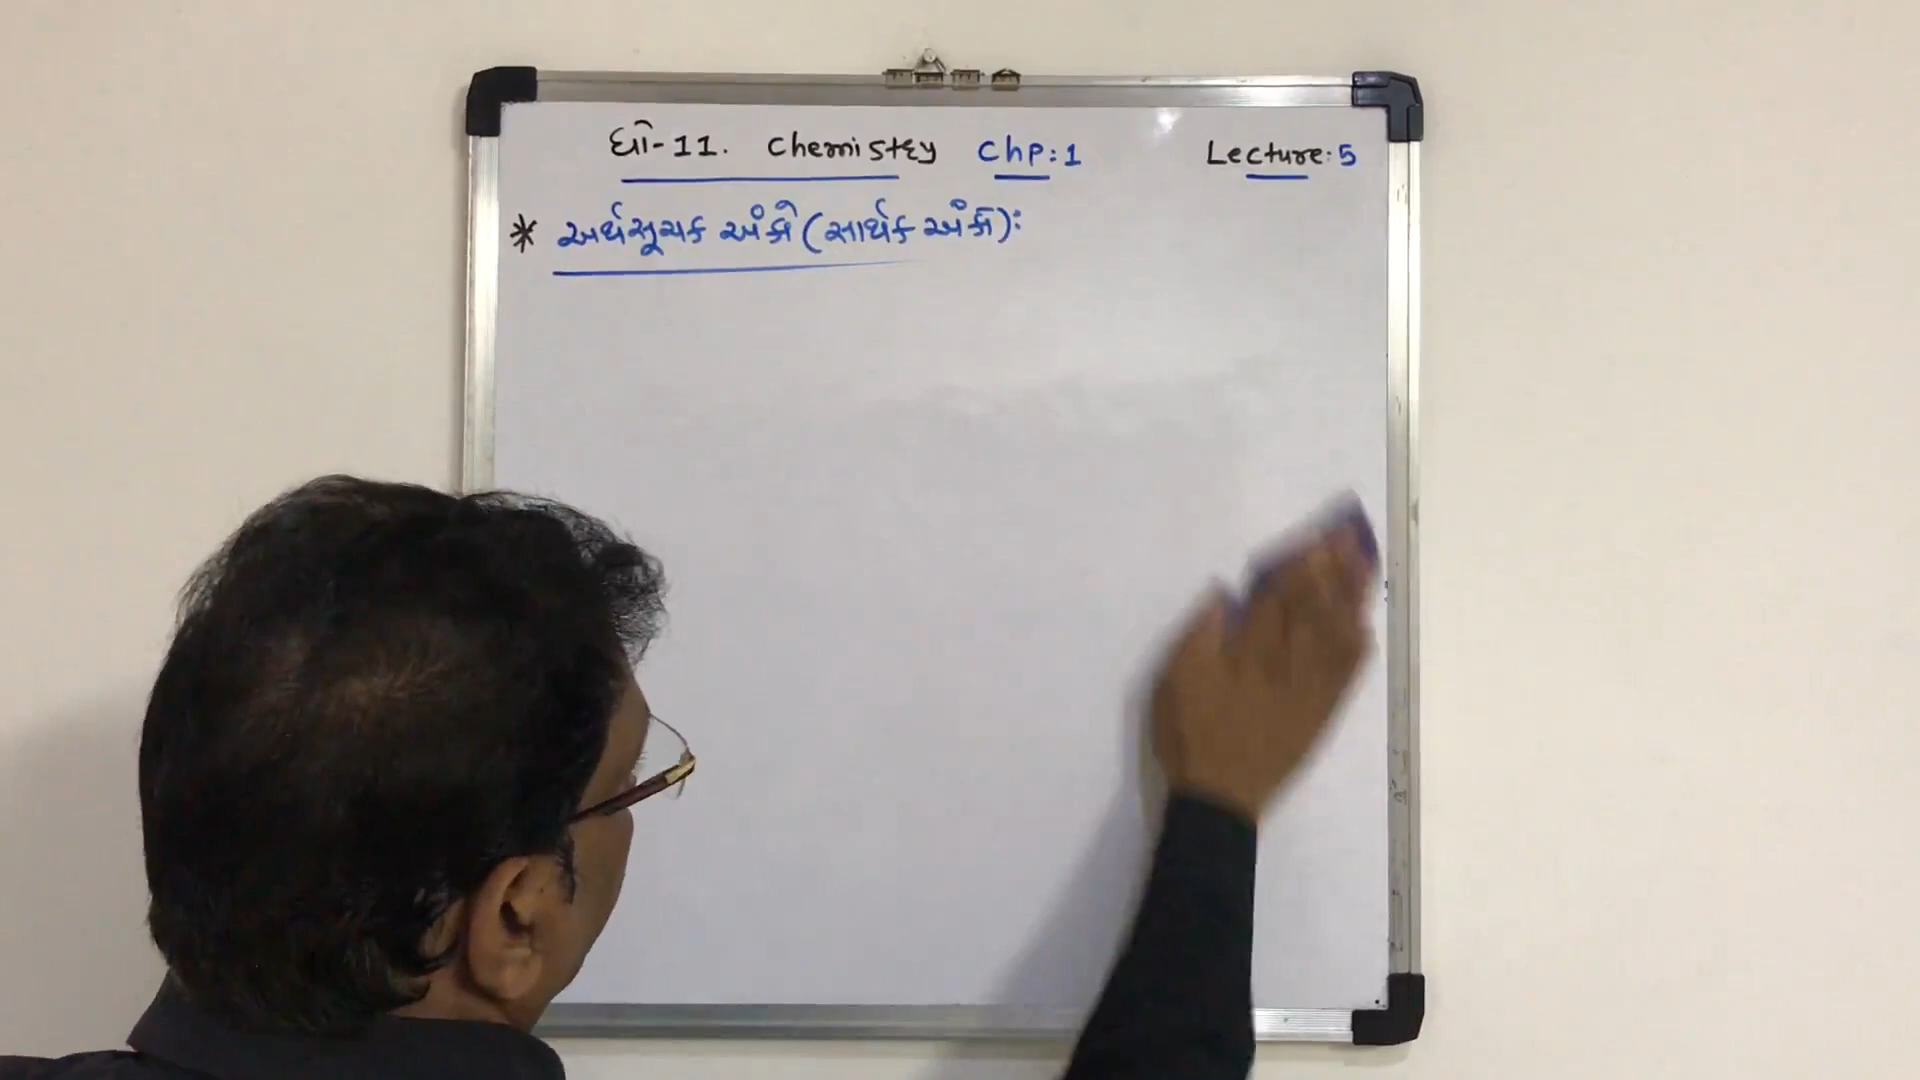 ધો-11. Chemistry Chp:1 Lecture:5
* અર્થસૂચક અંકો (સાર્થક અંકો):